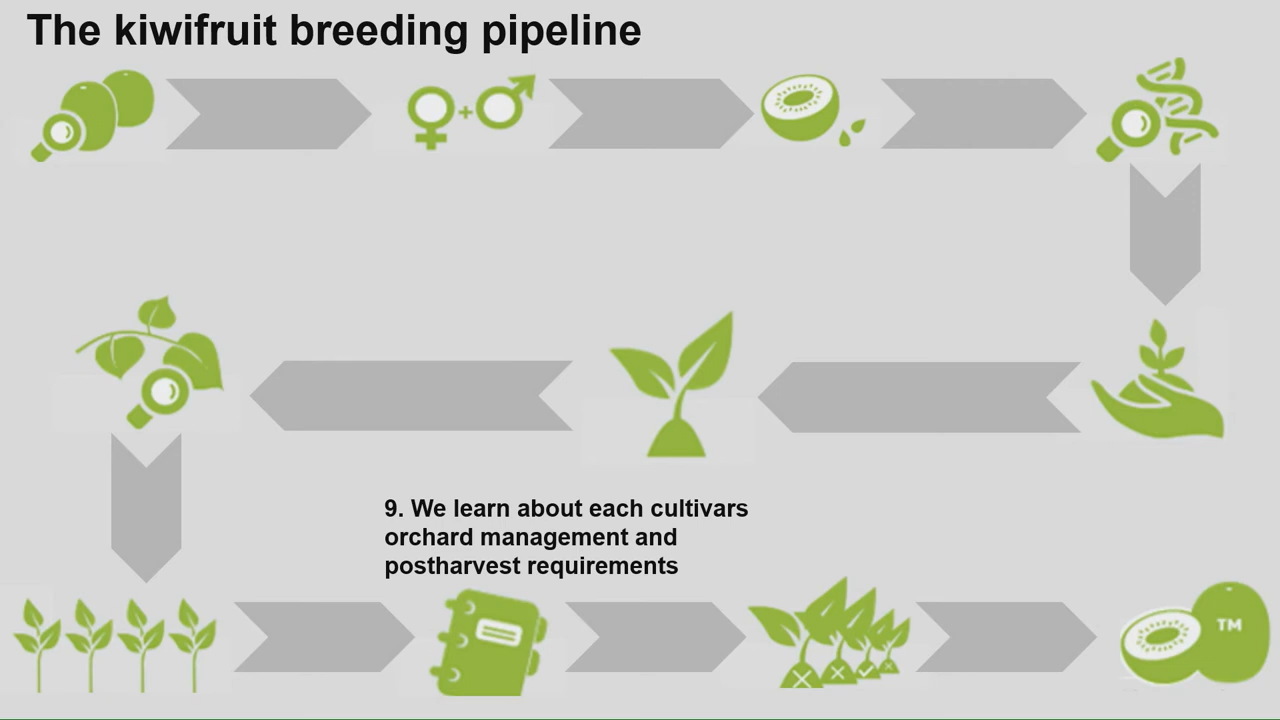 The kiwifruit breeding pipeline
9. We learn about each cultivars
orchard management and
postharvest requirements
TM